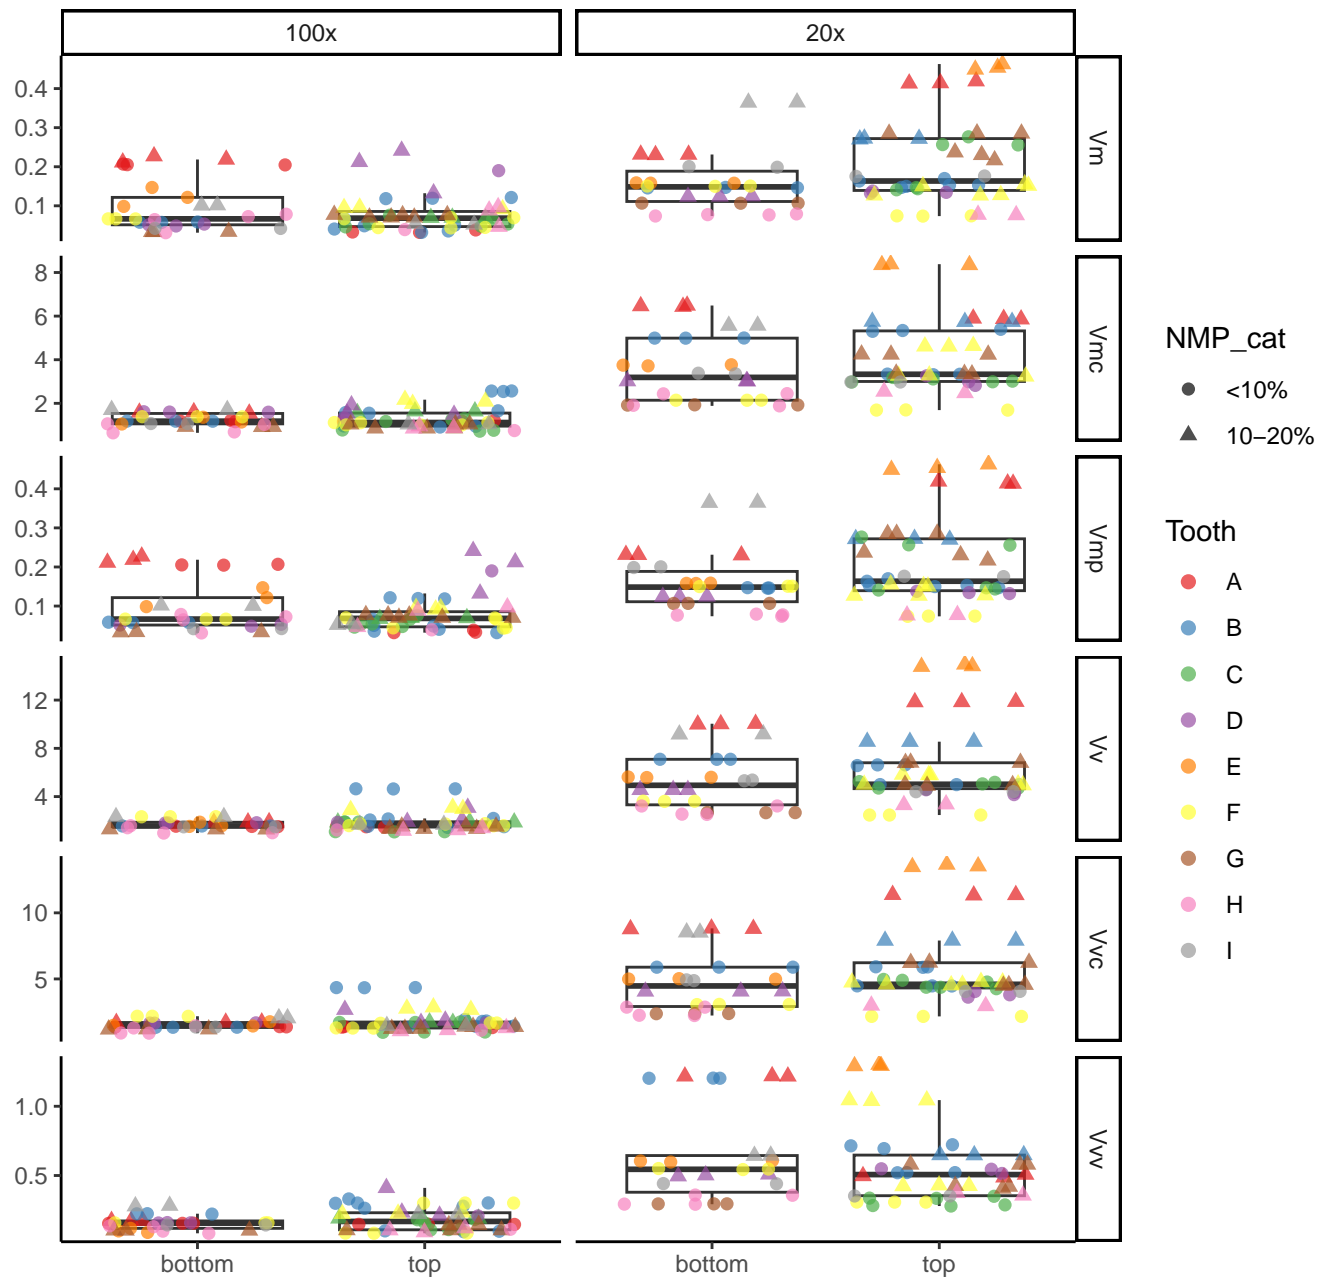 100x 20x
0.4
0.3
0.2
0.1
Vm
8
6
4
2
Vmc
0.4
0.3
0.2
0.1
Vmp
12
8
4
Vv
10
5
Vvc
1.0
0.5
Vvv
bottom top bottom top
NMP_cat
<10%
10–20%
Tooth
A
B
C
D
E
F
G
H
I